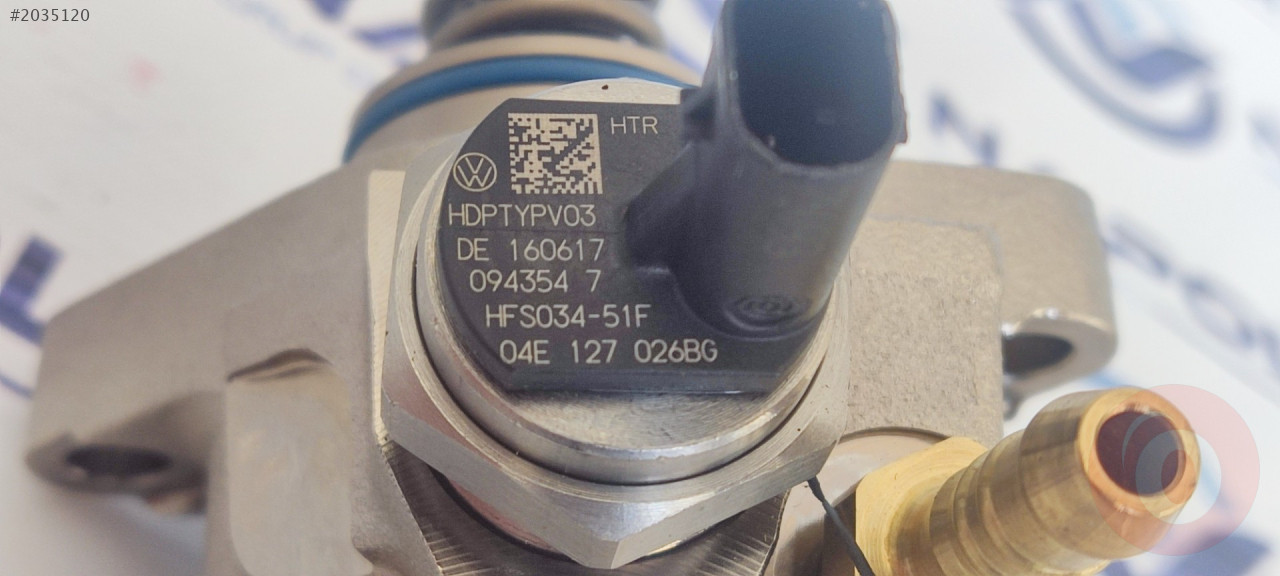 #2035120
HTR
HDPTYPV03
DE 160617
094354 7
HFS034-51F
04E 127 026BG